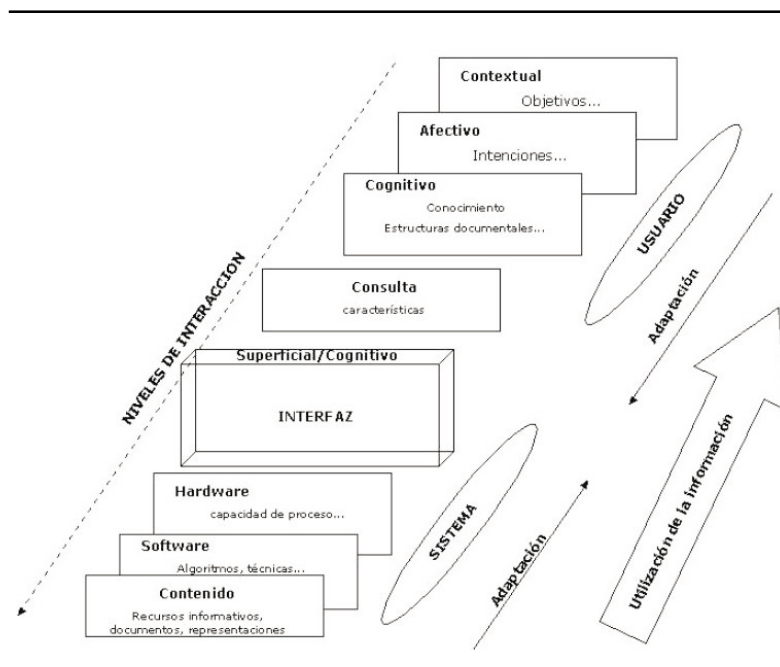 Contextual
Objetivos...
Afectivo
Intenciones...
Cognitivo
Conocimiento
Estructuras documentales...
USUARIO
Adaptación
NIVELES DE INTERACCION
Consulta
características
Superficial/Cognitivo
INTERFAZ
Hardware
capacidad de proceso...
Software
Algoritmos, técnicas...
Contenido
Recursos informativos,
documentos, representaciones
SISTEMA
Adaptación
Utilización de la información